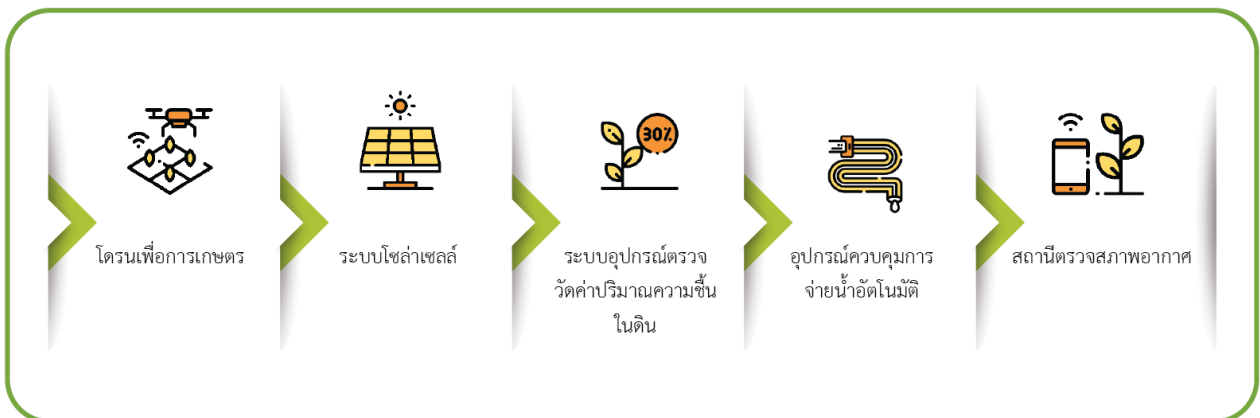 30%
โดรนเพื่อการเกษตร
ระบบโซล่าเซลล์
ระบบอุปกรณ์ตรวจ
วัดค่าปริมาณความชื้น
ในดิน
อุปกรณ์ควบคุมการ
จ่ายน้ำอัตโนมัติ
สถานีตรวจสภาพอากาศ